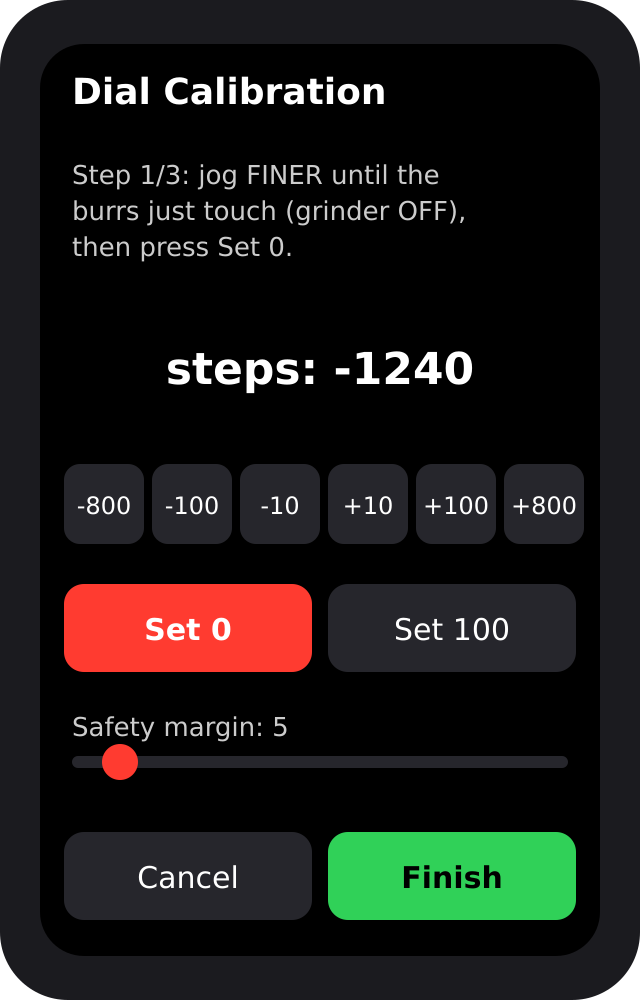 Dial Calibration
Step 1/3: jog FINER until the
burrs just touch (grinder OFF),
then press Set 0.
steps: -1240
-800 -100 -10 +10 +100 +800
Set 0 Set 100
Safety margin: 5
Cancel Finish